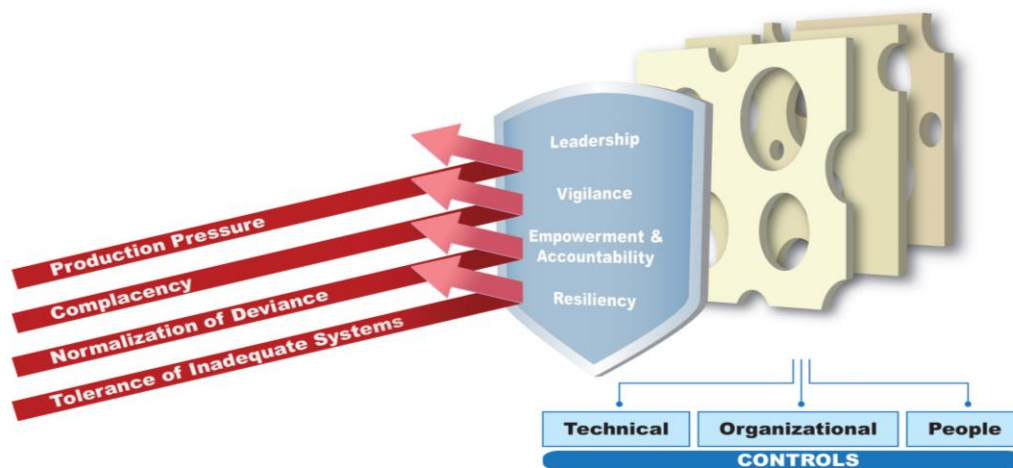 Leadership
Vigilance
Empowerment &
Accountability
Resiliency
Production Pressure
Complacency
Normalization of Deviance
Tolerance of Inadequate Systems
Technical
Organizational
People
CONTROLS